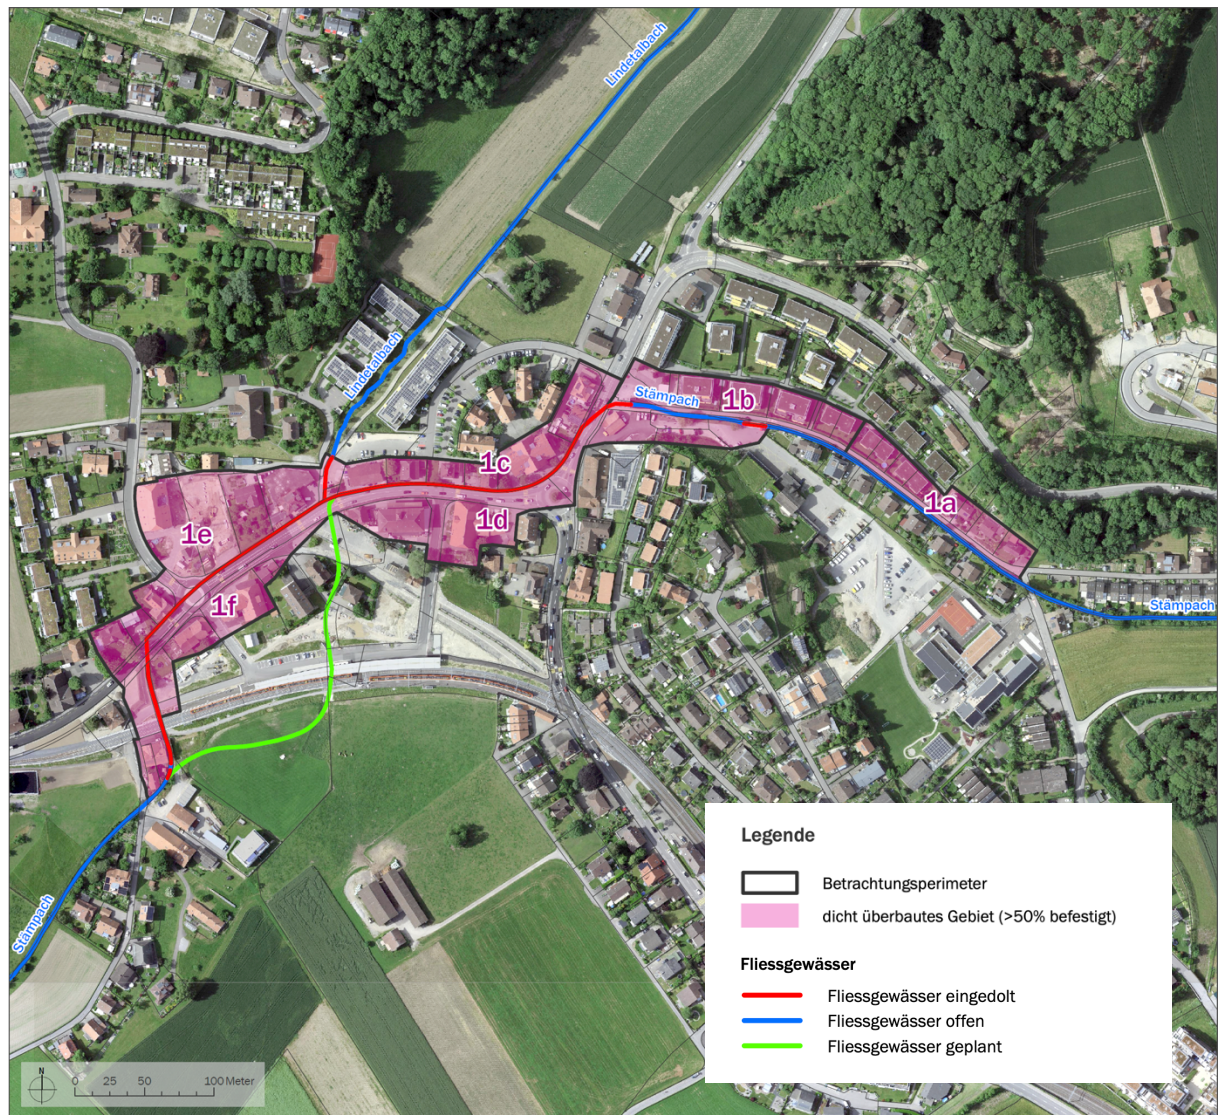 Lindetalbach
Lindetalbach
Stämpach
1b
1c
1a
1d
1e
1f
Stämpach
Stämpach
Legende
Betrachtungsperimeter
dicht überbautes Gebiet (>50% befestigt)
Fliessgewässer
Fliessgewässer eingedolt
Fliessgewässer offen
Fliessgewässer geplant
N
0 25 50 100 Meter